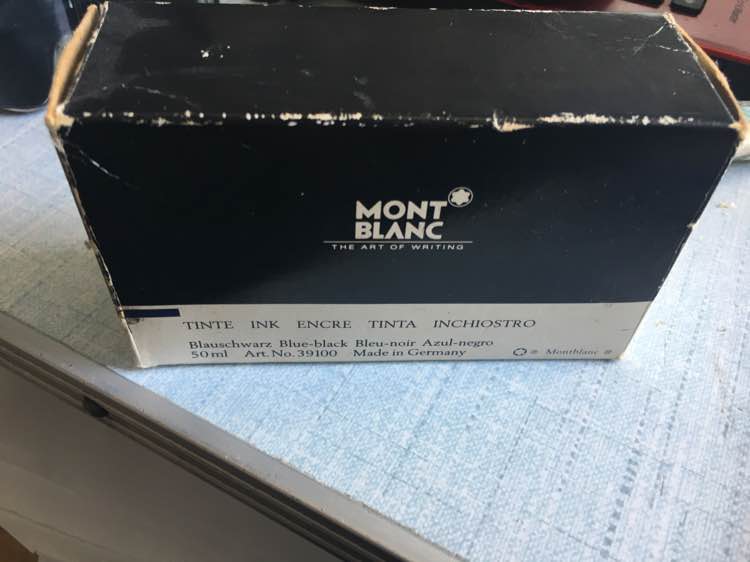 MONT
BLANC
THE ART OF WRITING
TINTE INK ENCRE TINTA INCHIOSTRO
Blauschwarz Blue-black Bleu-noir Azul-negro
50 ml Art. No. 39100 Made in Germany
® Montblanc ®